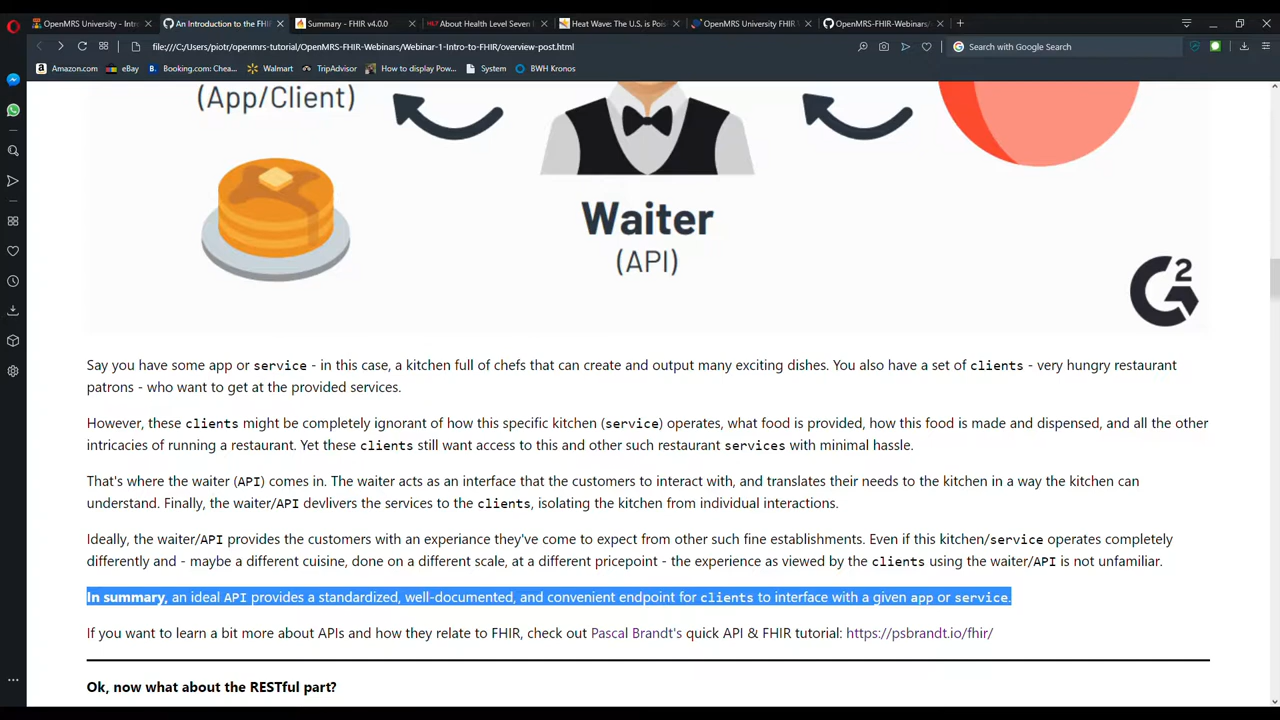 OpenMRS University - Intro
An Introduction to the FHIR
Summary - FHIR v4.0.0
HL7 About Health Level Seven I
Heat Wave: The U.S. is Pois
OpenMRS University FHIR
OpenMRS-FHIR-Webinars/
file:///C:/Users/piotr/openmrs-tutorial/OpenMRS-FHIR-Webinars/Webinar-1-Intro-to-FHIR/overview-post.html
Search with Google Search
Amazon.com
eBay
B. Booking.com: Chea...
Walmart
TripAdvisor
How to display Pow...
System
BWH Kronos
(App/Client)
Waiter
(API)
G2
Say you have some app or service - in this case, a kitchen full of chefs that can create and output many exciting dishes. You also have a set of clients - very hungry restaurant
patrons - who want to get at the provided services.
However, these clients might be completely ignorant of how this specific kitchen (service) operates, what food is provided, how this food is made and dispensed, and all the other
intricacies of running a restaurant. Yet these clients still want access to this and other such restaurant services with minimal hassle.
That's where the waiter (API) comes in. The waiter acts as an interface that the customers to interact with, and translates their needs to the kitchen in a way the kitchen can
understand. Finally, the waiter/API devlivers the services to the clients, isolating the kitchen from individual interactions.
Ideally, the waiter/API provides the customers with an experiance they've come to expect from other such fine establishments. Even if this kitchen/service operates completely
differently and - maybe a different cuisine, done on a different scale, at a different pricepoint - the experience as viewed by the clients using the waiter/API is not unfamiliar.
In summary, an ideal API provides a standardized, well-documented, and convenient endpoint for clients to interface with a given app or service.
If you want to learn a bit more about APIs and how they relate to FHIR, check out Pascal Brandt's quick API & FHIR tutorial: https://psbrandt.io/fhir/
Ok, now what about the RESTful part?